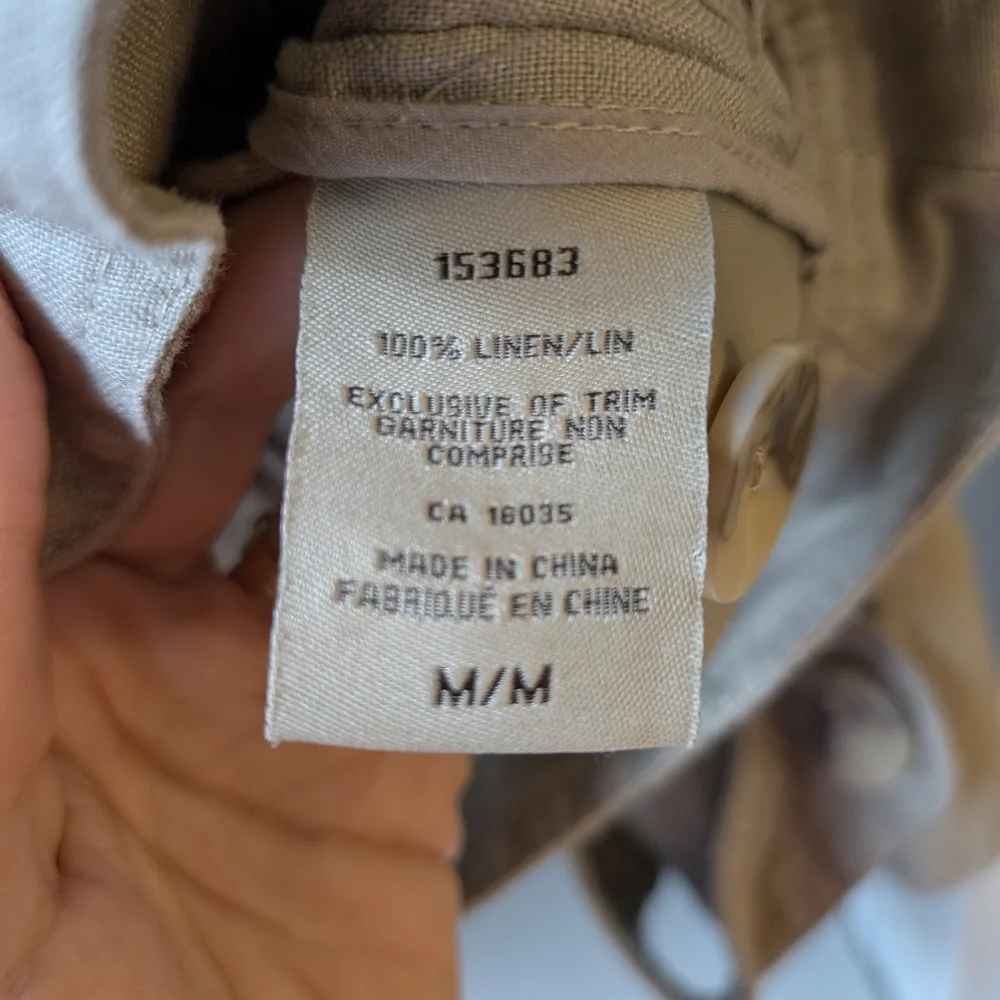 153683
100% LINEN/LIN
EXCLUSIVE OF TRIM
GARNITURE NON
COMPRISE
CA 16035
MADE IN CHINA
FABRIQUÉ EN CHINE
M/M